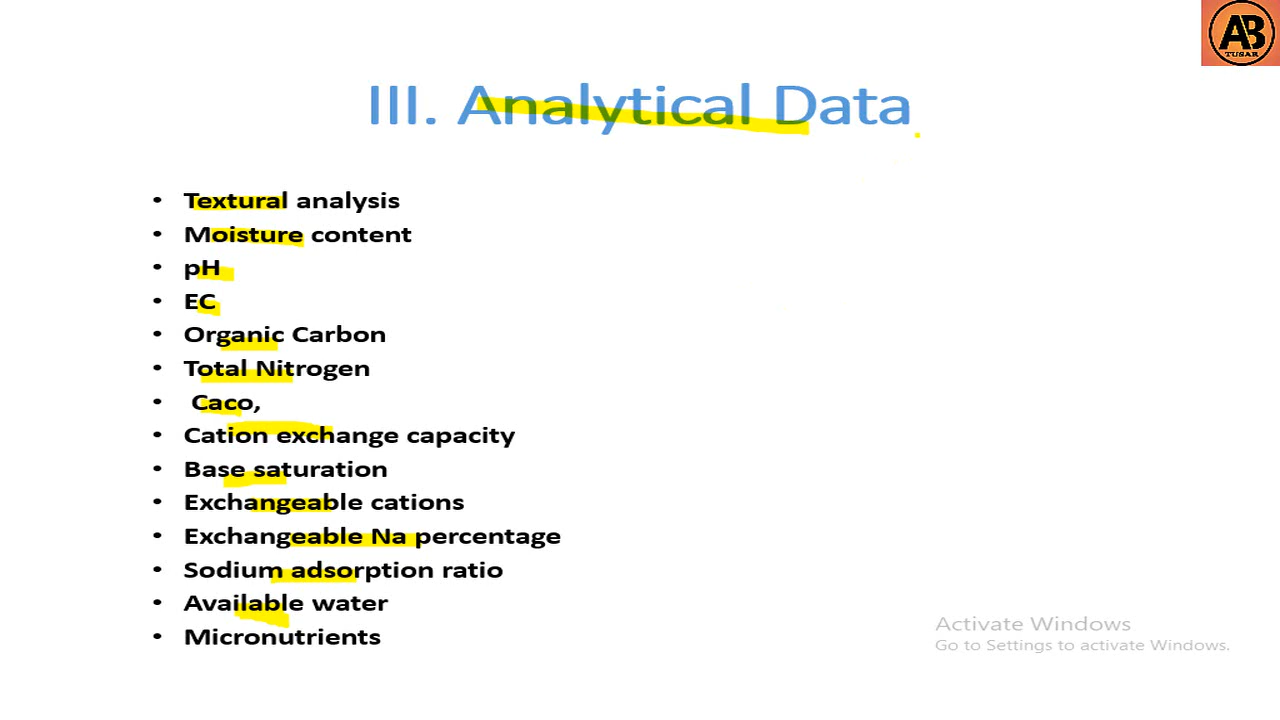 AB
TUSAR
III. Analytical Data
• Textural analysis
• Moisture content
• pH
• EC
• Organic Carbon
• Total Nitrogen
• Caco,
• Cation exchange capacity
• Base saturation
• Exchangeable cations
• Exchangeable Na percentage
• Sodium adsorption ratio
• Available water
• Micronutrients
Activate Windows
Go to Settings to activate Windows.